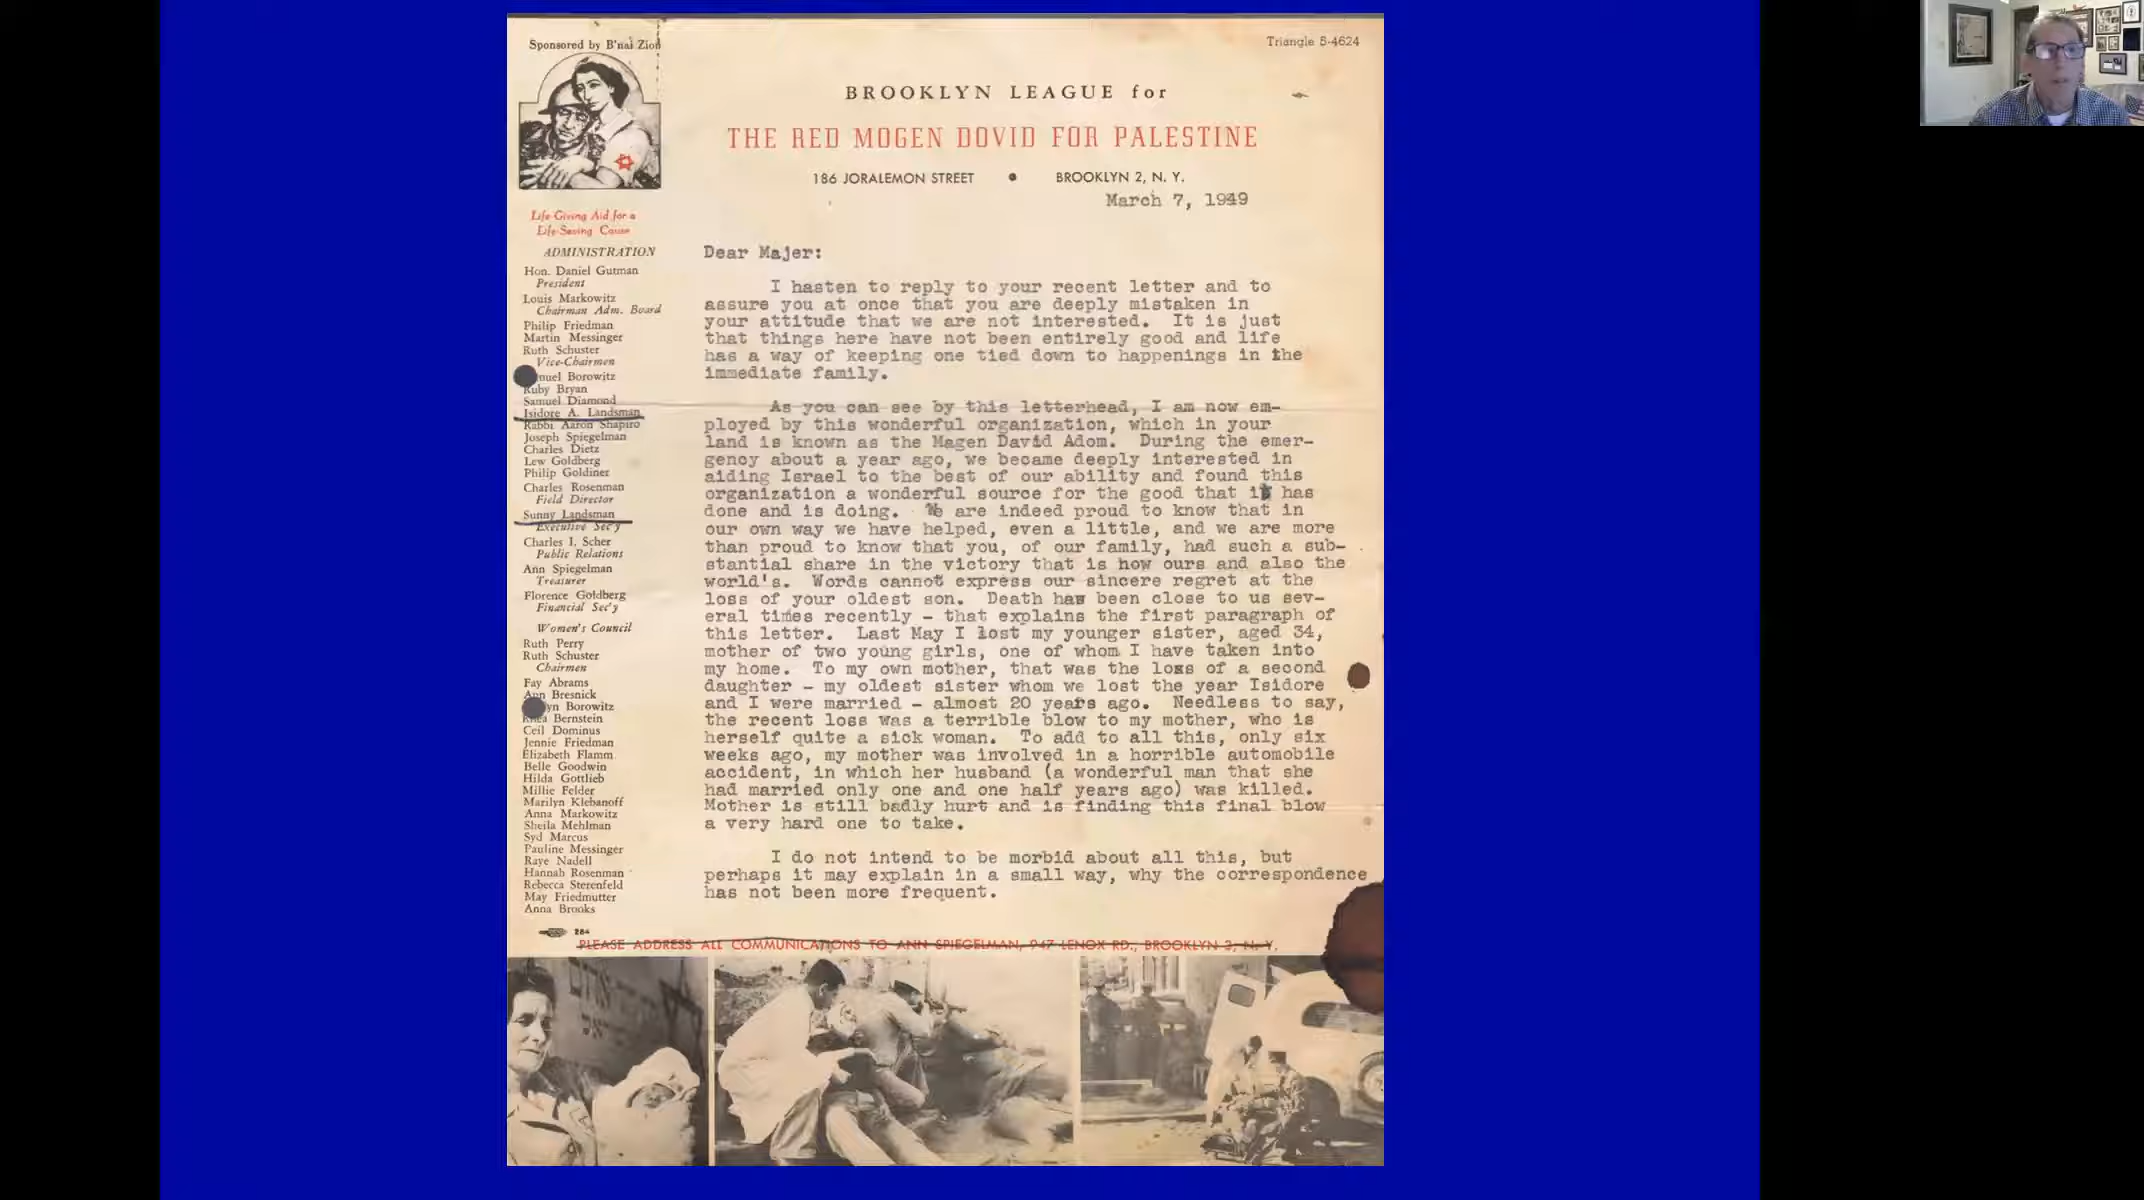 Sponsored by B'nai Zion
Triangle 5-4624
BROOKLYN LEAGUE for
THE RED MOGEN DOVID FOR PALESTINE
186 JORALEMON STREET • BROOKLYN 2, N. Y.
March 7, 1949
Life-Giving Aid for a
Life-Saving Cause
ADMINISTRATION
Hon. Daniel Gutman
President
Louis Markowitz
Chairman Adm. Board
Philip Friedman
Martin Messinger
Ruth Schuster
Vice-Chairmen
Borowitz
Ruby Bryan
Samuel Diamond
Isidore A. Landsman
Rabbi Aaron Shapiro
Joseph Spiegelman
Charles Dietz
Lew Goldberg
Philip Goldiner
Charles Rosenman
Field Director
Sunny Landsman
Executive Sec'y
Charles I. Scher
Public Relations
Ann Spiegelman
Treasurer
Florence Goldberg
Financial Sec'y
Women's Council
Ruth Perry
Ruth Schuster
Chairmen
Fay Abrams
Ann Bresnick
Borowitz
Bernstein
Ceil Dominus
Jennie Friedman
Elizabeth Flamm
Belle Goodwin
Hilda Gottlieb
Millie Felder
Marilyn Klebanoff
Anna Markowitz
Sheila Mehlman
Syd Marcus
Pauline Messinger
Raye Nadell
Hannah Rosenman
Rebecca Sterenfeld
May Friedmutter
Anna Brooks
Dear Majer:
I hasten to reply to your recent letter and to
assure you at once that you are deeply mistaken in
your attitude that we are not interested. It is just
that things here have not been entirely good and life
has a way of keeping one tied down to happenings in the
immediate family.
As you can see by this letterhead, I am now em-
ployed by this wonderful organization, which in your
land is known as the Magen David Adom. During the emer-
gency about a year ago, we became deeply interested in
aiding Israel to the best of our ability and found this
organization a wonderful source for the good that it has
done and is doing. We are indeed proud to know that in
our own way we have helped, even a little, and we are more
than proud to know that you, of our family, had such a sub-
stantial share in the victory that is how ours and also the
world's. Words cannot express our sincere regret at the
loss of your oldest son. Death has been close to us sev-
eral times recently - that explains the first paragraph of
this letter. Last May I lost my younger sister, aged 34,
mother of two young girls, one of whom I have taken into
my home. To my own mother, that was the loss of a second
daughter - my oldest sister whom we lost the year Isidore
and I were married - almost 20 years ago. Needless to say,
the recent loss was a terrible blow to my mother, who is
herself quite a sick woman. To add to all this, only six
weeks ago, my mother was involved in a horrible automobile
accident, in which her husband (a wonderful man that she
had married only one and one half years ago) was killed.
Mother is still badly hurt and is finding this final blow
a very hard one to take.
I do not intend to be morbid about all this, but
perhaps it may explain in a small way, why the correspondence
has not been more frequent.
284
PLEASE ADDRESS ALL COMMUNICATIONS TO ANN SPIEGELMAN, 947 LENOX RD., BROOKLYN 3, N. Y.